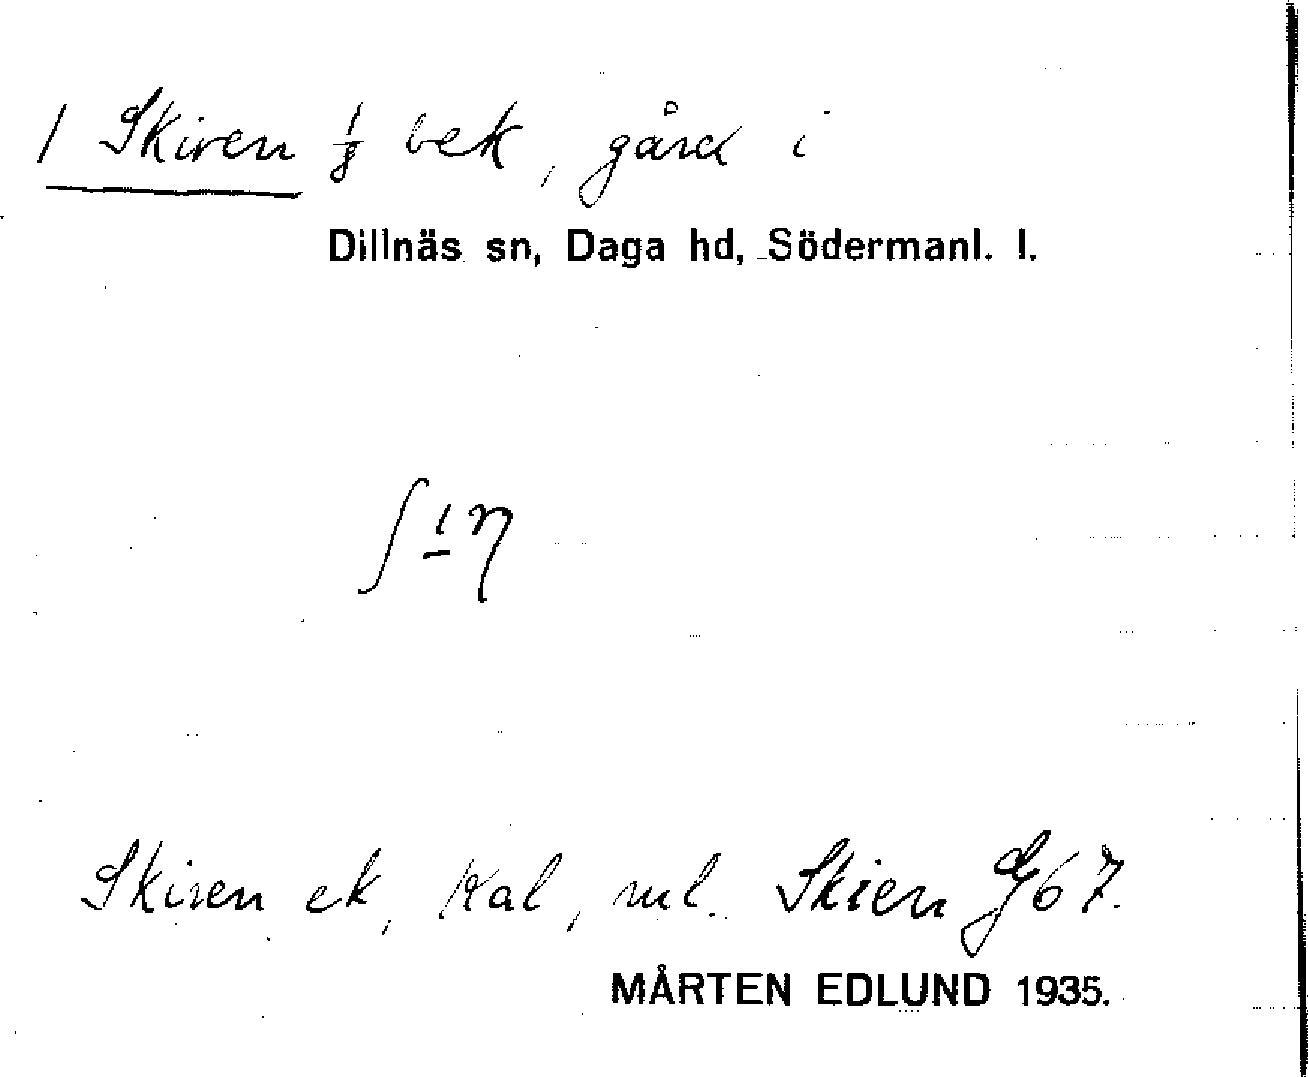 1 Skiren 1/8 bek, gård i
Dillnäs sn, Daga hd, Södermanl. l.
Skiren ek, Kal, ml. Skien G67.
MÅRTEN EDLUND 1935.